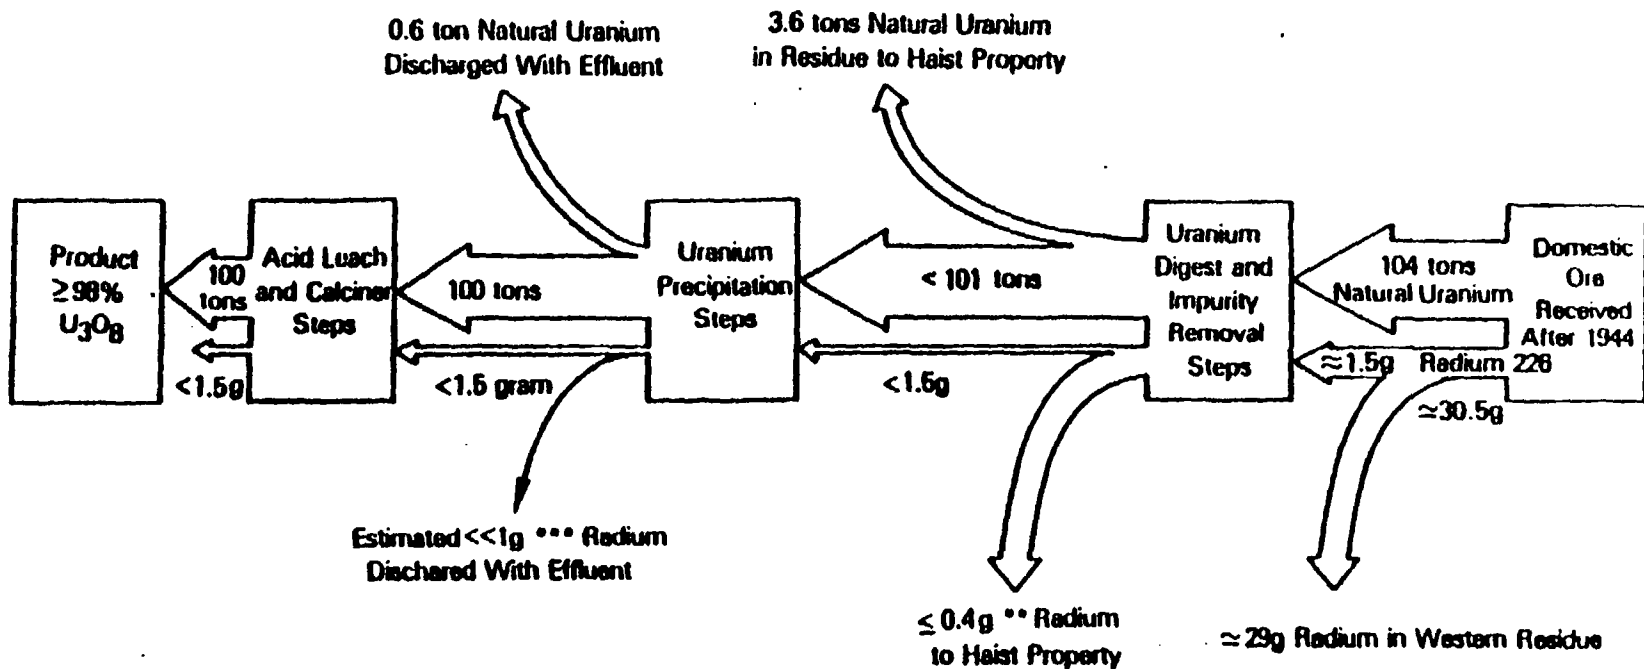 0.6 ton Natural Uranium
Discharged With Effluent
3.6 tons Natural Uranium
in Residue to Haist Property
Product
≥98%
U3O8
100
tons
<1.5g
Acid Leach
and Calciner
Steps
100 tons
<1.5 gram
Uranium
Precipitation
Steps
< 101 tons
<1.5g
Uranium
Digest and
Impurity
Removal
Steps
104 tons
Natural Uranium
≈1.5g Radium 226
≃30.5g
Domestic
Ore
Received
After 1944
Estimated <<1g *** Radium
Dischared With Effluent
≤ 0.4g ** Radium
to Haist Property
≃29g Radium in Western Residue